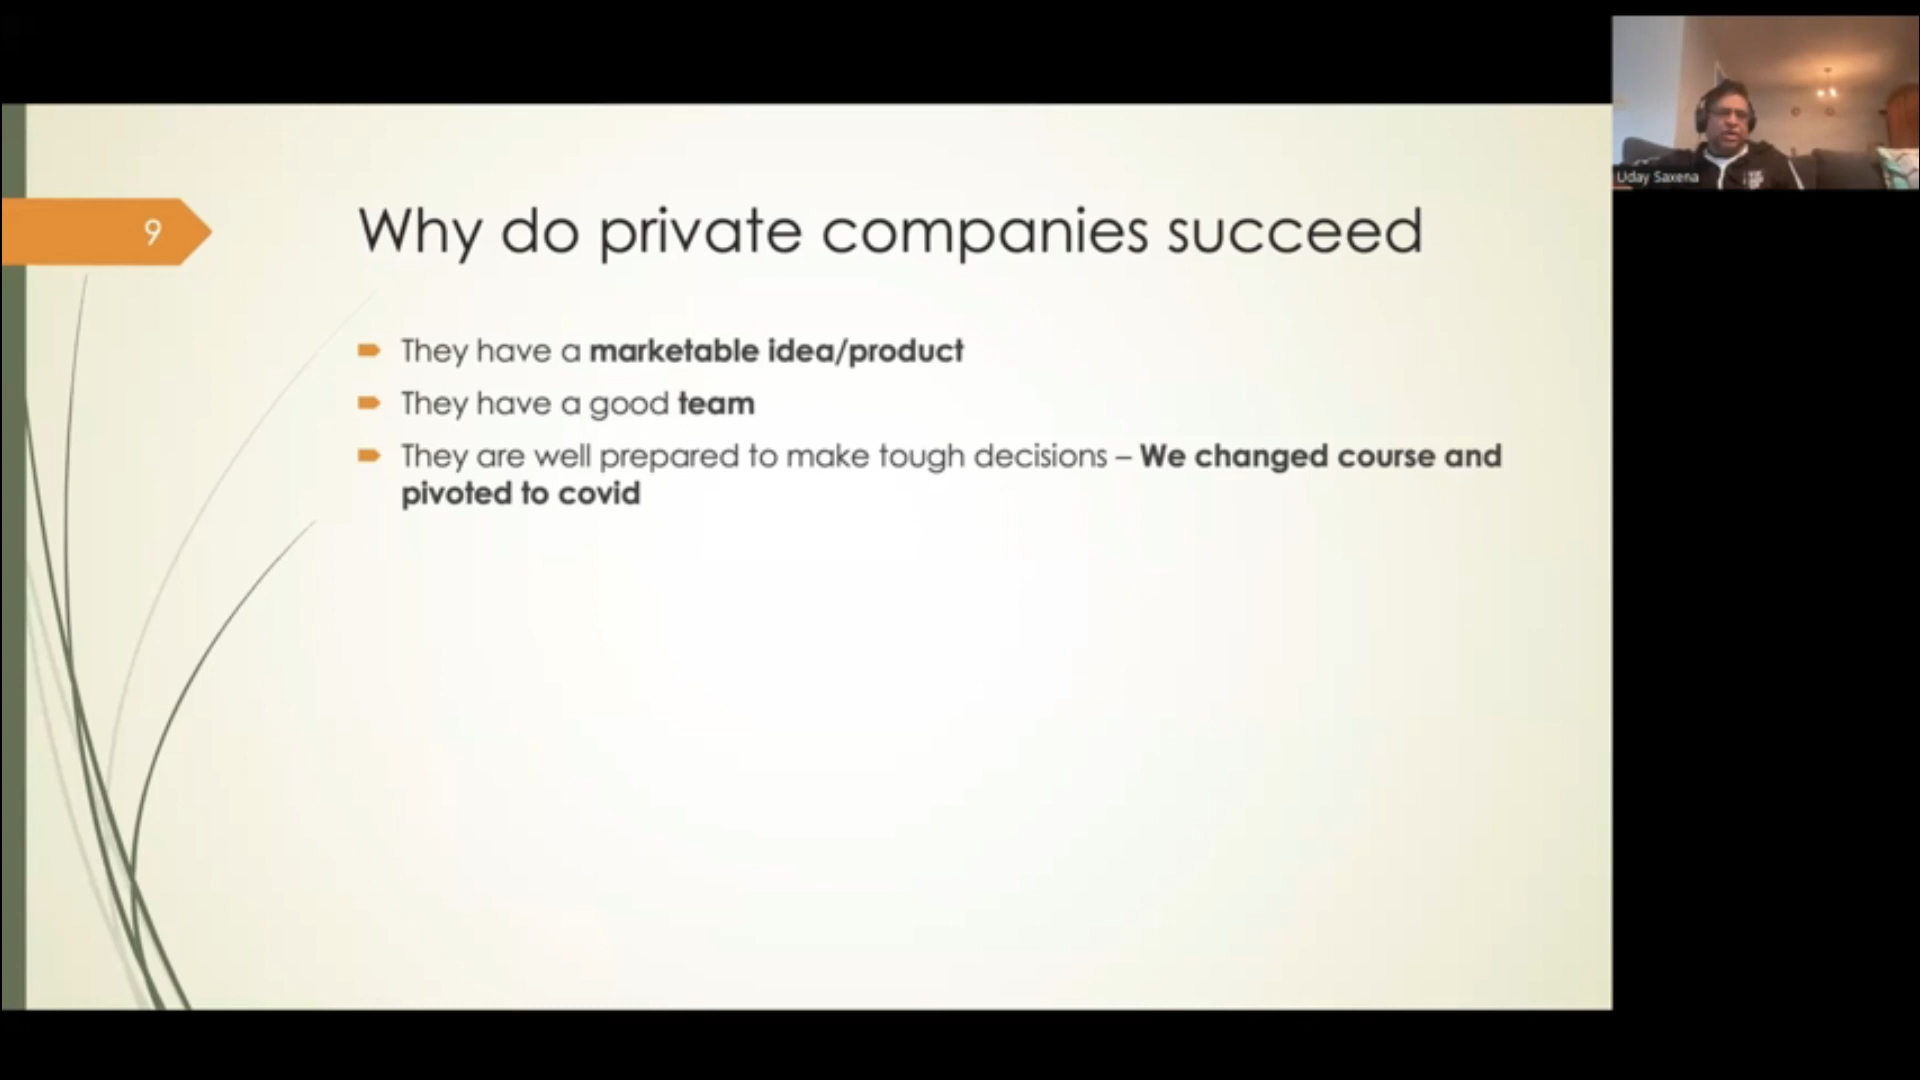 Uday Saxena
9
Why do private companies succeed
They have a marketable idea/product
They have a good team
They are well prepared to make tough decisions – We changed course and
pivoted to covid